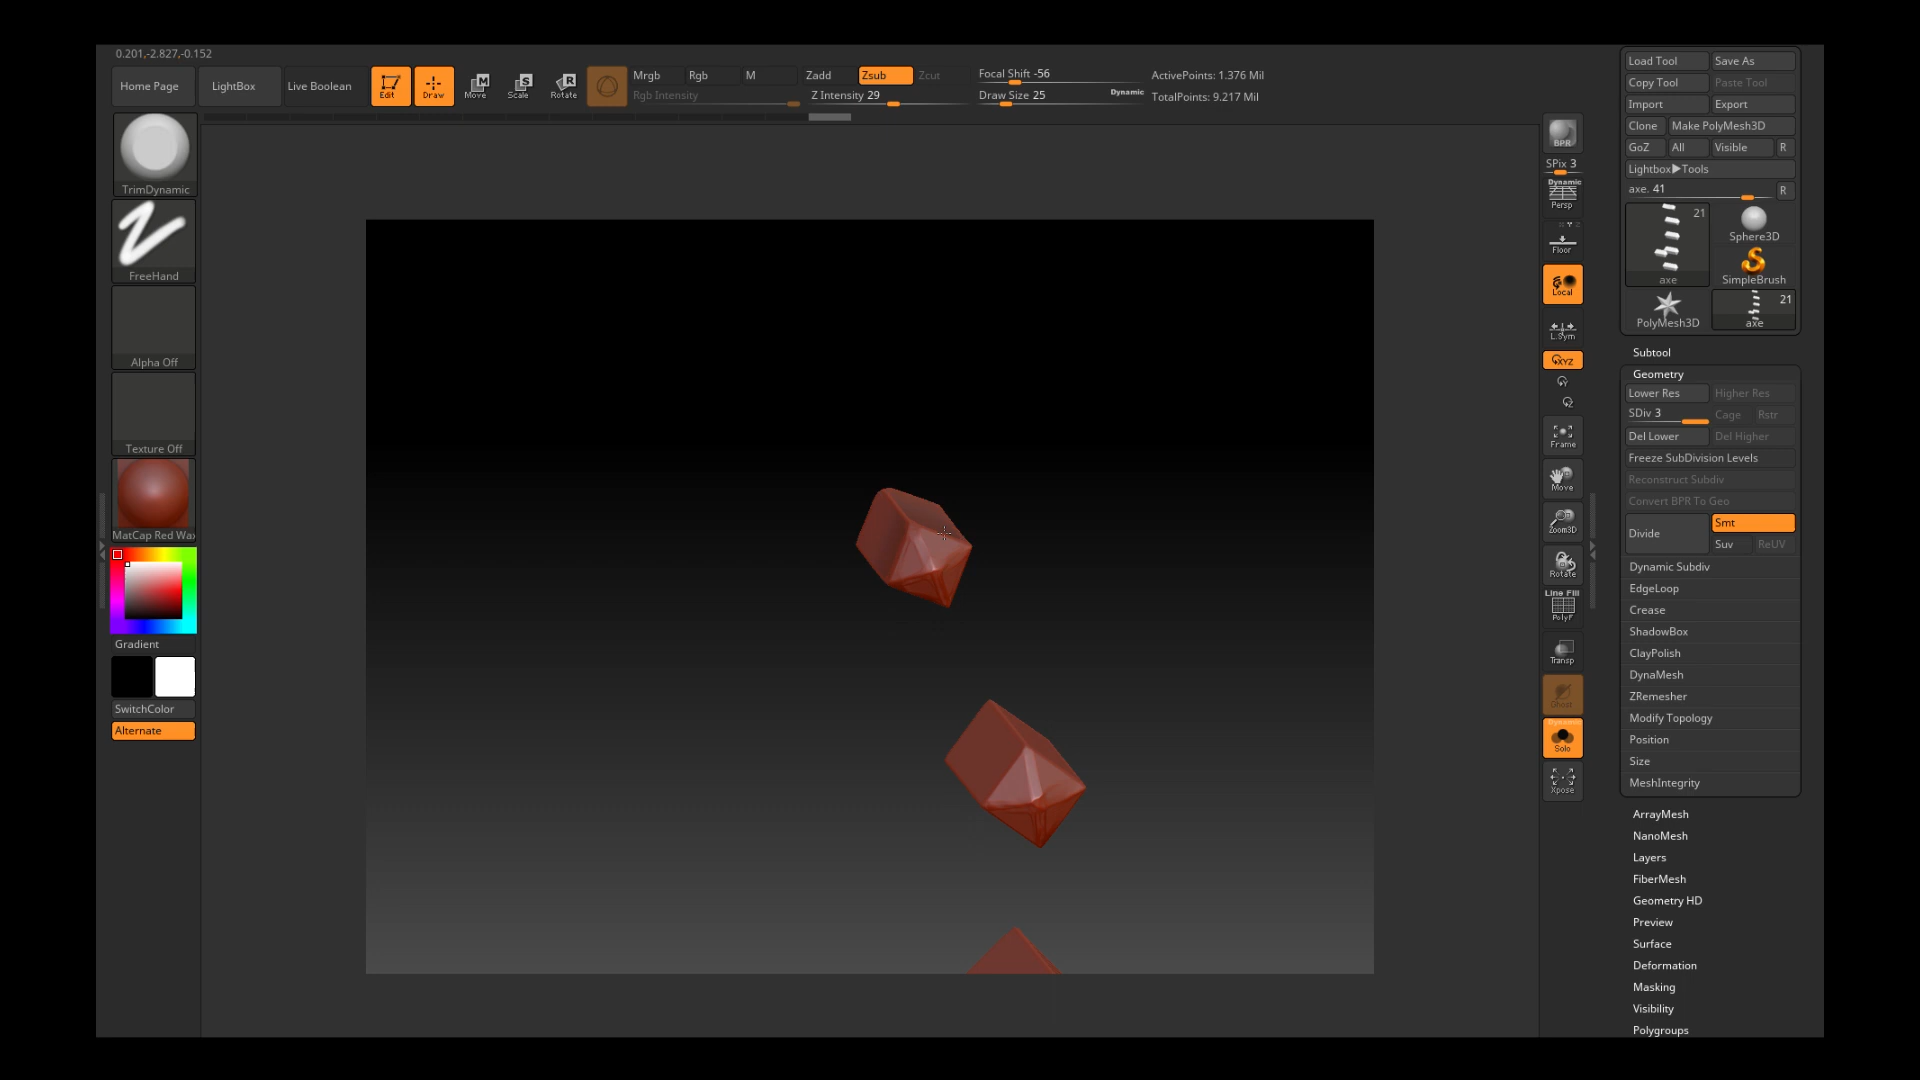 0.201,-2.827,-0.152
Home Page
LightBox
Live Boolean
Edit
Draw
Move
Scale
Rotate
Mrgb
Rgb
M
Rgb Intensity
Zadd
Zsub
Zcut
Z Intensity 29
Focal Shift -56
Draw Size 25
Dynamic
ActivePoints: 1.376 Mil
TotalPoints: 9.217 Mil
TrimDynamic
FreeHand
Alpha Off
Texture Off
MatCap Red Wax
Gradient
SwitchColor
Alternate
BPR
SPix 3
Dynamic
Persp
Floor
Local
L.Sym
XYZ
Frame
Move
Zoom3D
Rotate
Line Fill
PolyF
Transp
Ghost
Dynamic
Solo
Xpose
Load Tool
Save As
Copy Tool
Paste Tool
Import
Export
Clone
Make PolyMesh3D
GoZ
All
Visible
R
Lightbox▶Tools
axe. 41
R
21
axe
Sphere3D
SimpleBrush
PolyMesh3D
21
axe
Subtool
Geometry
Lower Res
Higher Res
SDiv 3
Cage
Rstr
Del Lower
Del Higher
Freeze SubDivision Levels
Reconstruct Subdiv
Convert BPR To Geo
Divide
Smt
Suv
ReUV
Dynamic Subdiv
EdgeLoop
Crease
ShadowBox
ClayPolish
DynaMesh
ZRemesher
Modify Topology
Position
Size
MeshIntegrity
ArrayMesh
NanoMesh
Layers
FiberMesh
Geometry HD
Preview
Surface
Deformation
Masking
Visibility
Polygroups